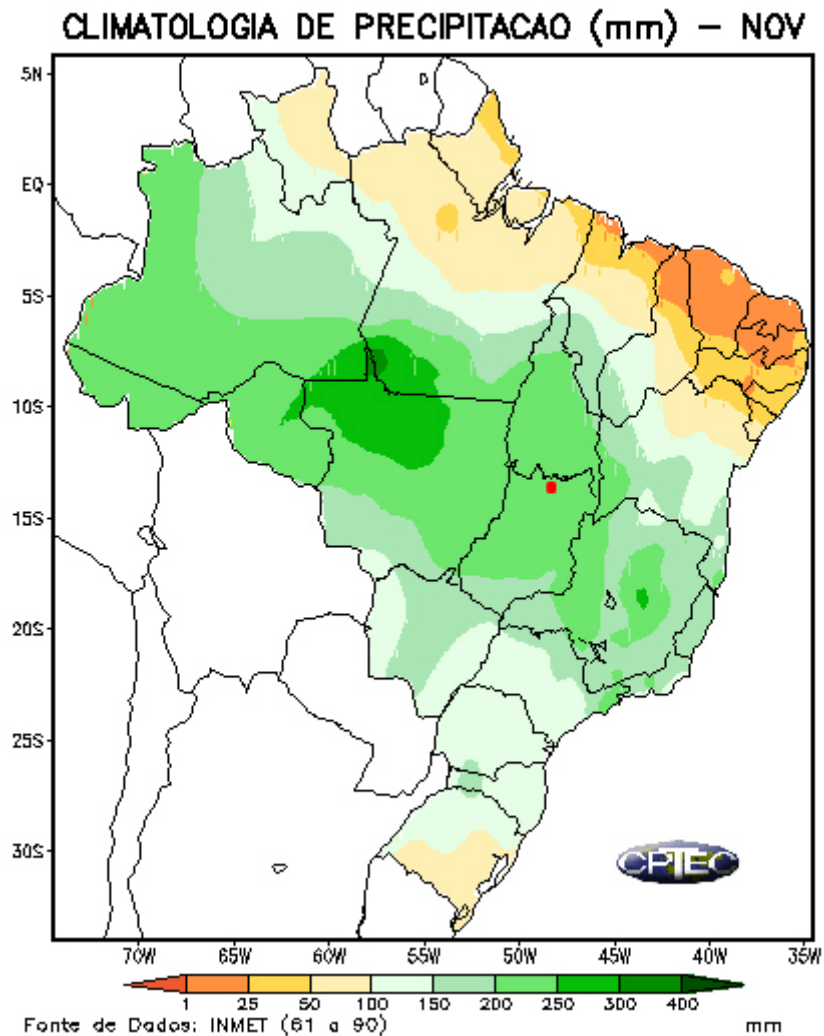 CLIMATOLOGIA DE PRECIPITACAO (mm) – NOV
5N
EQ
5S
10S
15S
20S
25S
30S
CPTEC
70W 65W 60W 55W 50W 45W 40W 35W
1 25 50 100 150 200 250 300 400
Fonte de Dados: INMET (61 a 90) mm